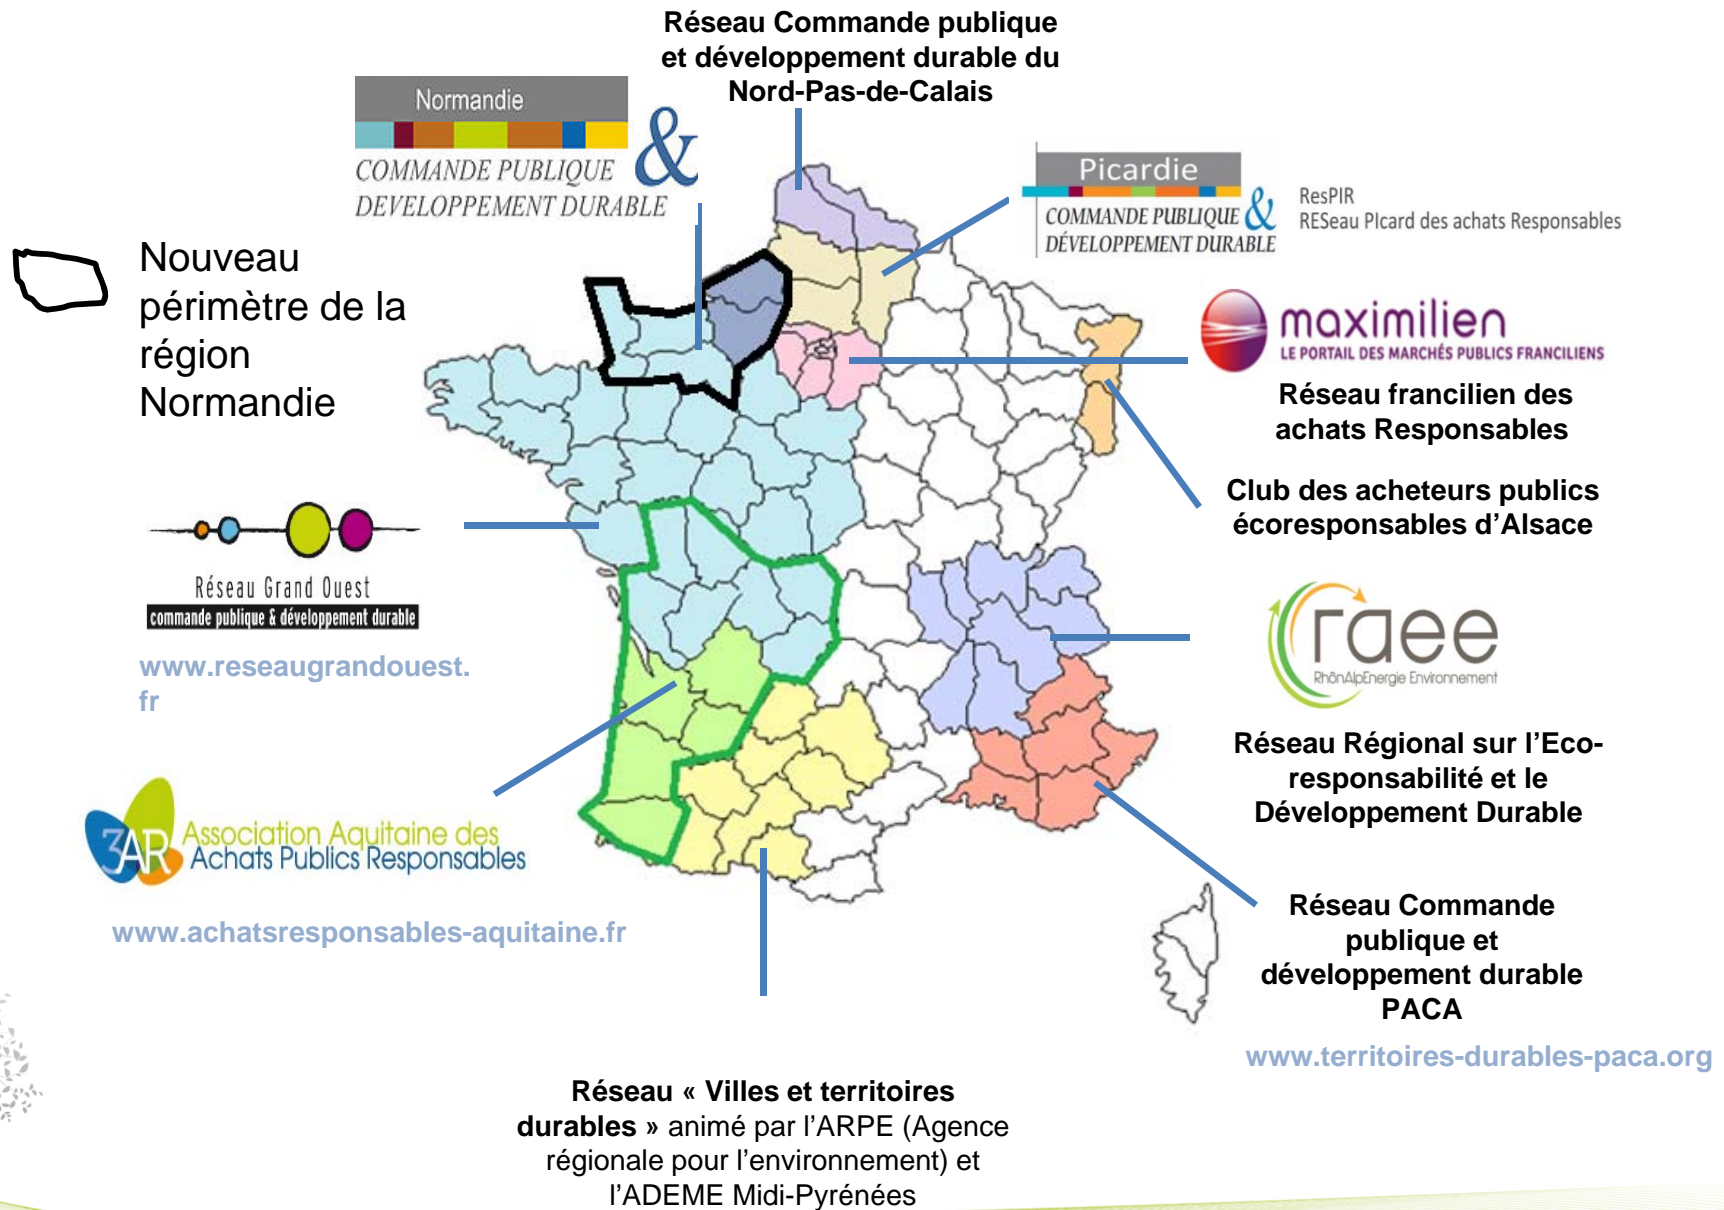 Réseau Commande publique
et développement durable du
Nord-Pas-de-Calais
Normandie
&
COMMANDE PUBLIQUE
DEVELOPPEMENT DURABLE
Picardie
COMMANDE PUBLIQUE &
DÉVELOPPEMENT DURABLE
ResPIR
RESeau PIcard des achats Responsables
Nouveau
périmètre de la
région
Normandie
maximilien
LE PORTAIL DES MARCHÉS PUBLICS FRANCILIENS
Réseau francilien des
achats Responsables
Club des acheteurs publics
écoresponsables d’Alsace
Réseau Grand Ouest
commande publique & développement durable
www.reseaugrandouest.
fr
raee
RhônAlpEnergie Environnement
Réseau Régional sur l’Eco-
responsabilité et le
Développement Durable
3AR Association Aquitaine des
Achats Publics Responsables
www.achatsresponsables-aquitaine.fr
Réseau Commande
publique et
développement durable
PACA
www.territoires-durables-paca.org
Réseau « Villes et territoires
durables » animé par l’ARPE (Agence
régionale pour l’environnement) et
l’ADEME Midi-Pyrénées